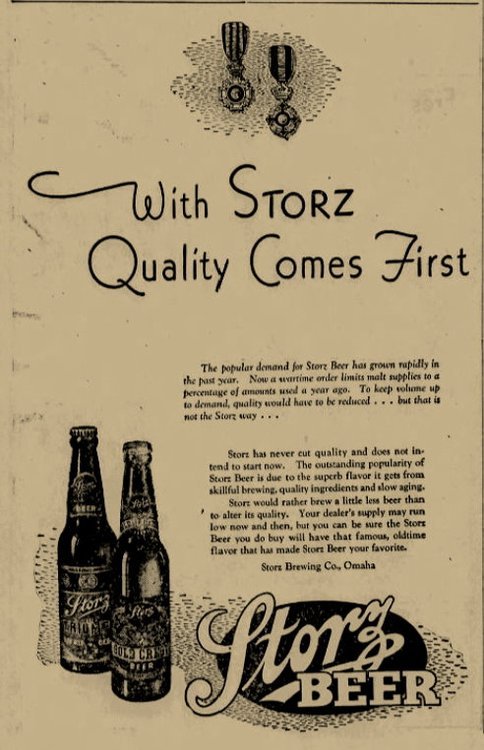 With STORZ
Quality Comes First
The popular demand for Storz Beer has grown rapidly in
the past year. Now a wartime order limits malt supplies to a
percentage of amounts used a year ago. To keep volume up
to demand, quality would have to be reduced . . . but that is
not the Storz way . . .
Storz has never cut quality and does not in-
tend to start now. The outstanding popularity of
Storz Beer is due to the superb flavor it gets from
skillful brewing, quality ingredients and slow aging.
Storz would rather brew a little less beer than
to alter its quality. Your dealer's supply may run
low now and then, but you can be sure the Storz
Beer you do buy will have that famous, oldtime
flavor that has made Storz Beer your favorite.
Storz Brewing Co., Omaha
BEER
Storz
Storz
GOLD CREST
BEER
Storz
BEER